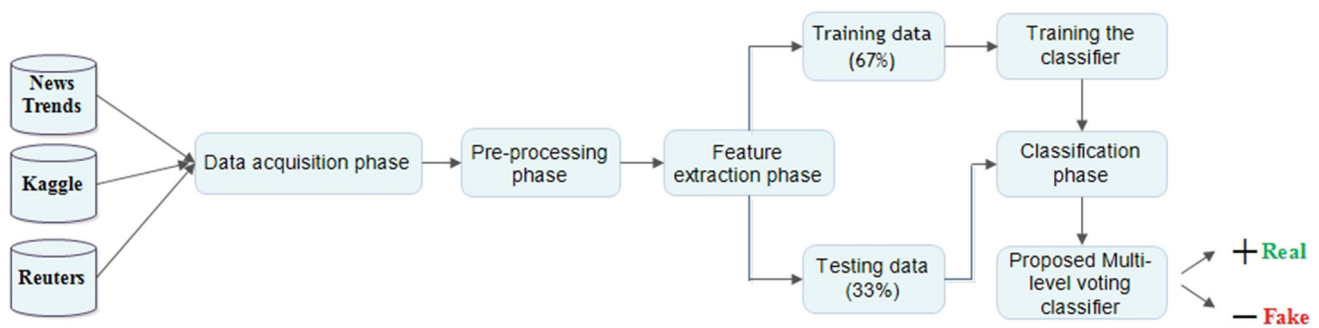 News
Trends
Kaggle
Reuters
Data acquisition phase
Pre-processing
phase
Feature
extraction phase
Training data
(67%)
Training the
classifier
Testing data
(33%)
Classification
phase
Proposed Multi-
level voting
classifier
+ Real
– Fake